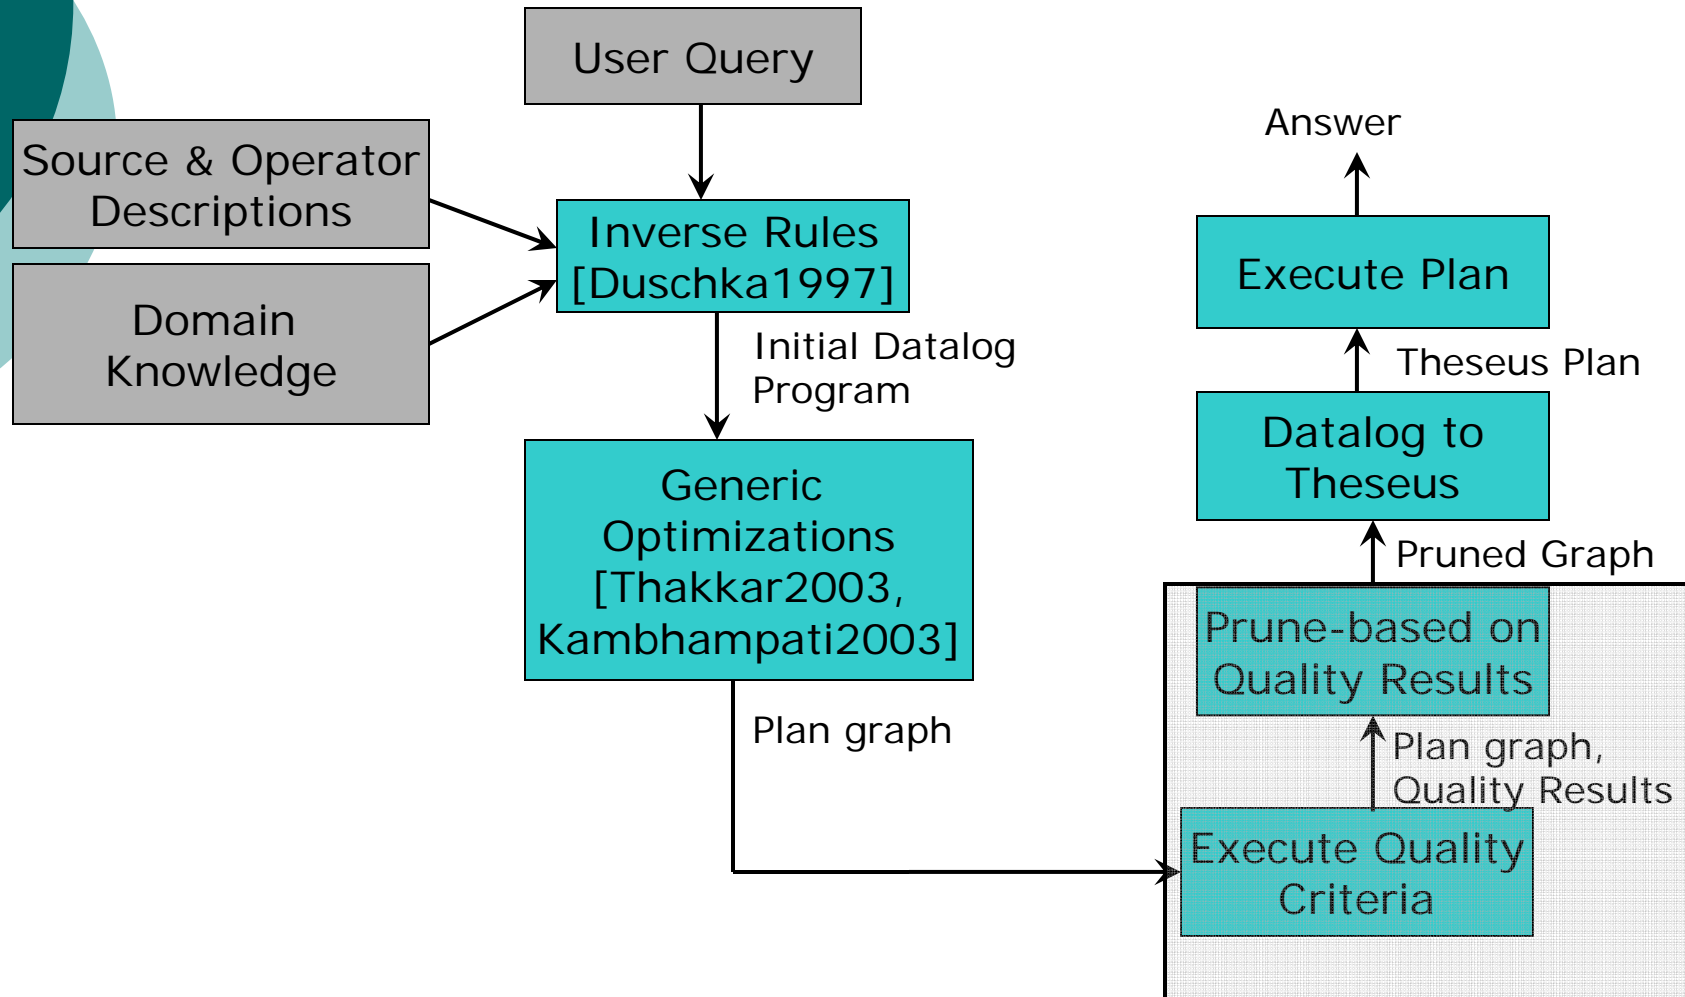 User Query
Source & Operator
Descriptions
Domain
Knowledge
Inverse Rules
[Duschka1997]
Initial Datalog
Program
Generic
Optimizations
[Thakkar2003,
Kambhampati2003]
Plan graph
Answer
Execute Plan
Theseus Plan
Datalog to
Theseus
Pruned Graph
Prune-based on
Quality Results
Plan graph,
Quality Results
Execute Quality
Criteria